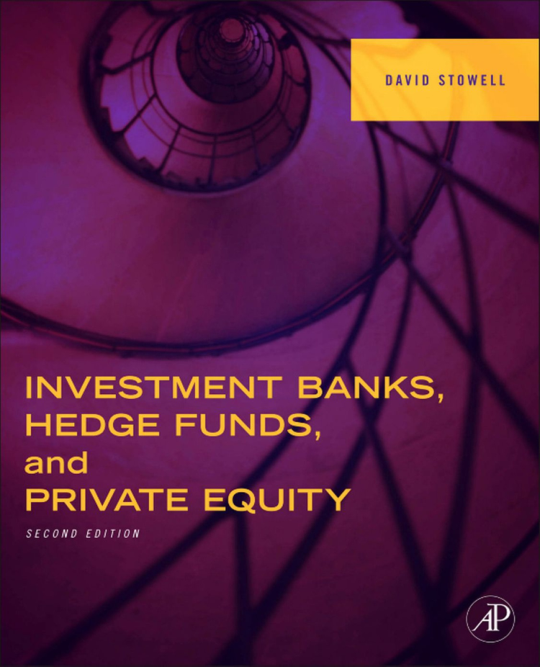 DAVID STOWELL
INVESTMENT BANKS,
HEDGE FUNDS,
and
PRIVATE EQUITY
SECOND EDITION
AP